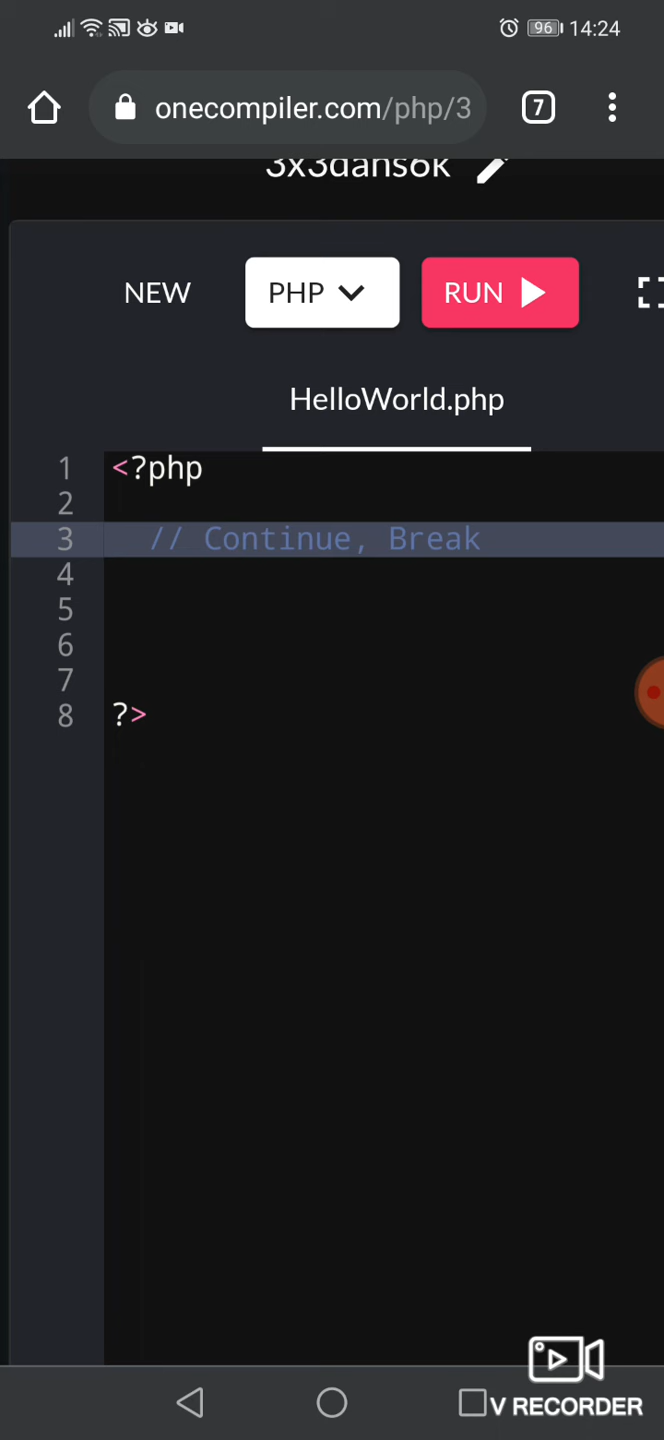 96 14:24
onecompiler.com/php/3 7
3x3dans6k
NEW PHP RUN
HelloWorld.php
1 <?php
2
3 // Continue, Break
4
5
6
7
8 ?>
V RECORDER